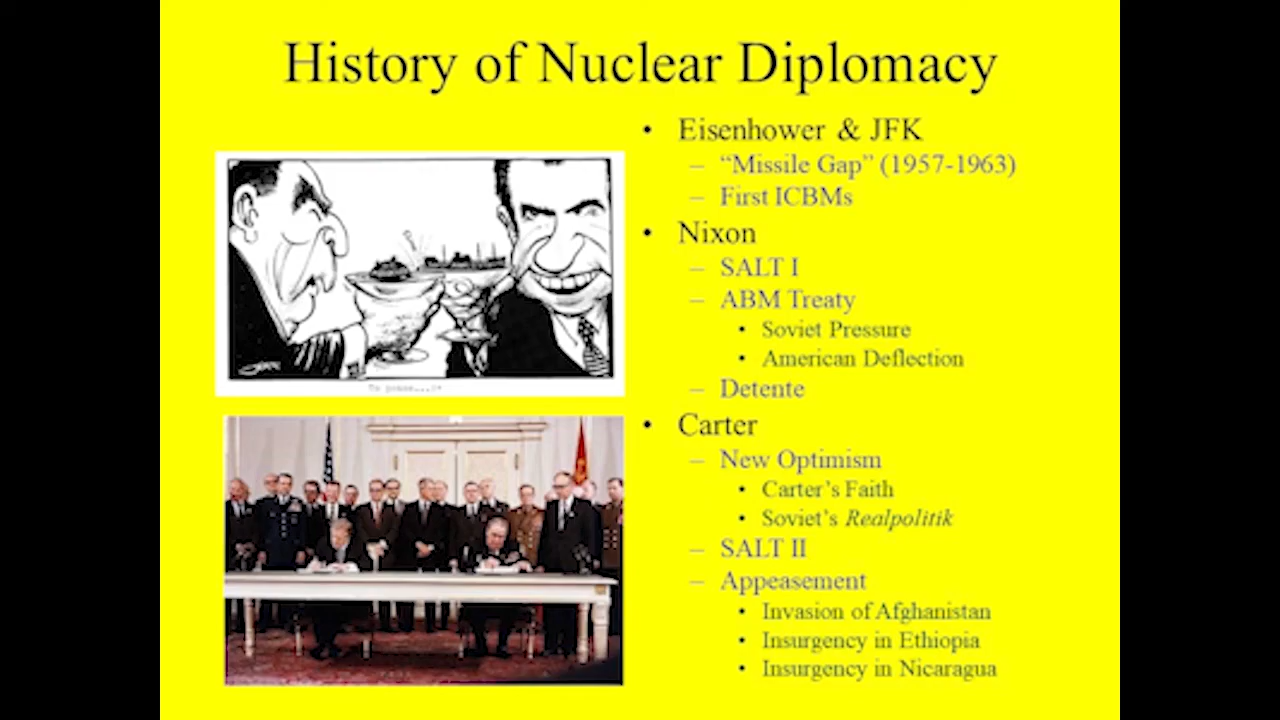 History of Nuclear Diplomacy
• Eisenhower & JFK
– “Missile Gap” (1957-1963)
– First ICBMs
• Nixon
– SALT I
– ABM Treaty
• Soviet Pressure
• American Deflection
– Detente
• Carter
– New Optimism
• Carter’s Faith
• Soviet’s Realpolitik
– SALT II
– Appeasement
• Invasion of Afghanistan
• Insurgency in Ethiopia
• Insurgency in Nicaragua